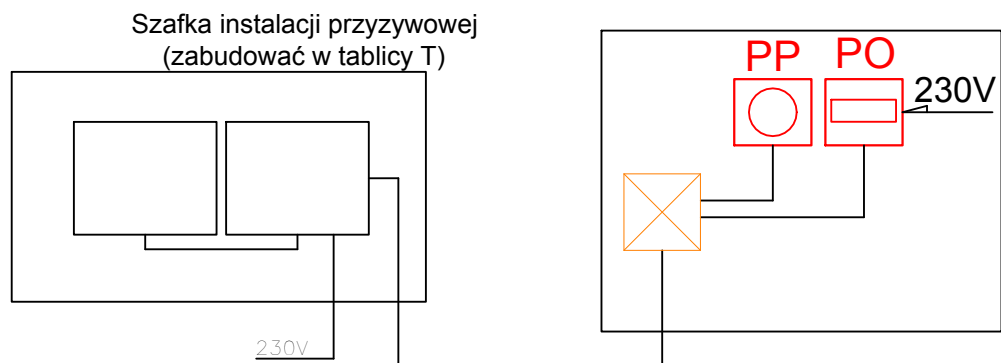 Szafka instalacji przyzywowej
(zabudować w tablicy T)
PP PO
230V
230V